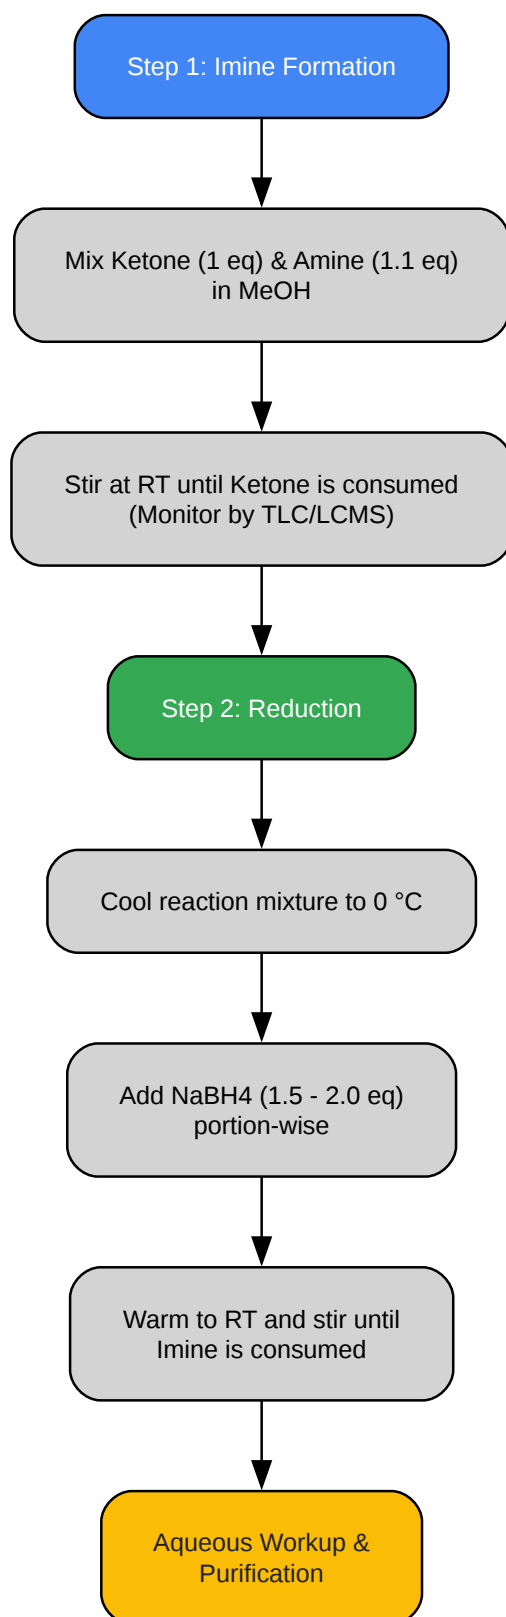 Step 1: Imine Formation
Mix Ketone (1 eq) & Amine (1.1 eq)
in MeOH
Stir at RT until Ketone is consumed
(Monitor by TLC/LCMS)
Step 2: Reduction
Cool reaction mixture to 0 °C
Add NaBH4 (1.5 - 2.0 eq)
portion-wise
Warm to RT and stir until
Imine is consumed
Aqueous Workup &
Purification